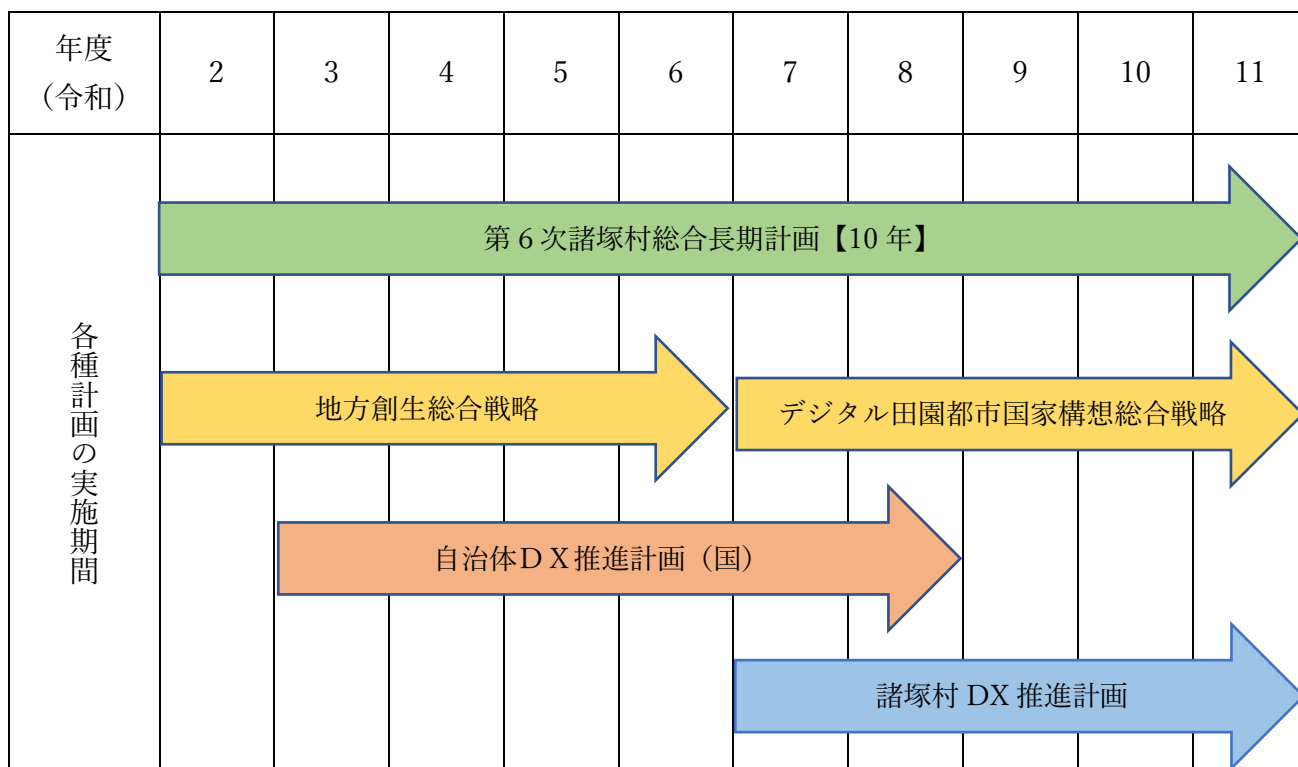 年度
（令和）
2 3 4 5 6 7 8 9 10 11
各種計画の実施期間
第６次諸塚村総合長期計画【10 年】
地方創生総合戦略
デジタル田園都市国家構想総合戦略
自治体ＤＸ推進計画（国）
諸塚村 DX 推進計画